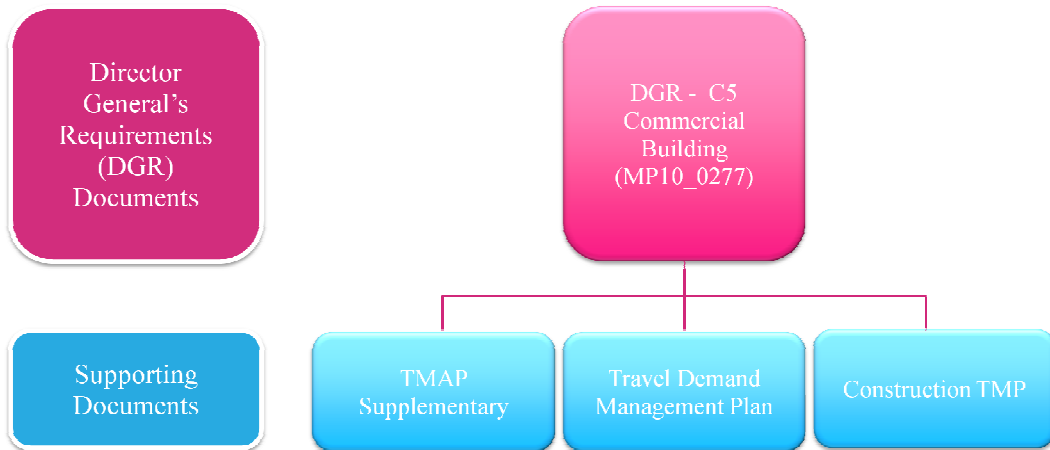 Director
General's
Requirements
(DGR)
Documents
DGR - C5
Commercial
Building
(MP10_0277)
Supporting
Documents
TMAP
Supplementary
Travel Demand
Management Plan
Construction TMP